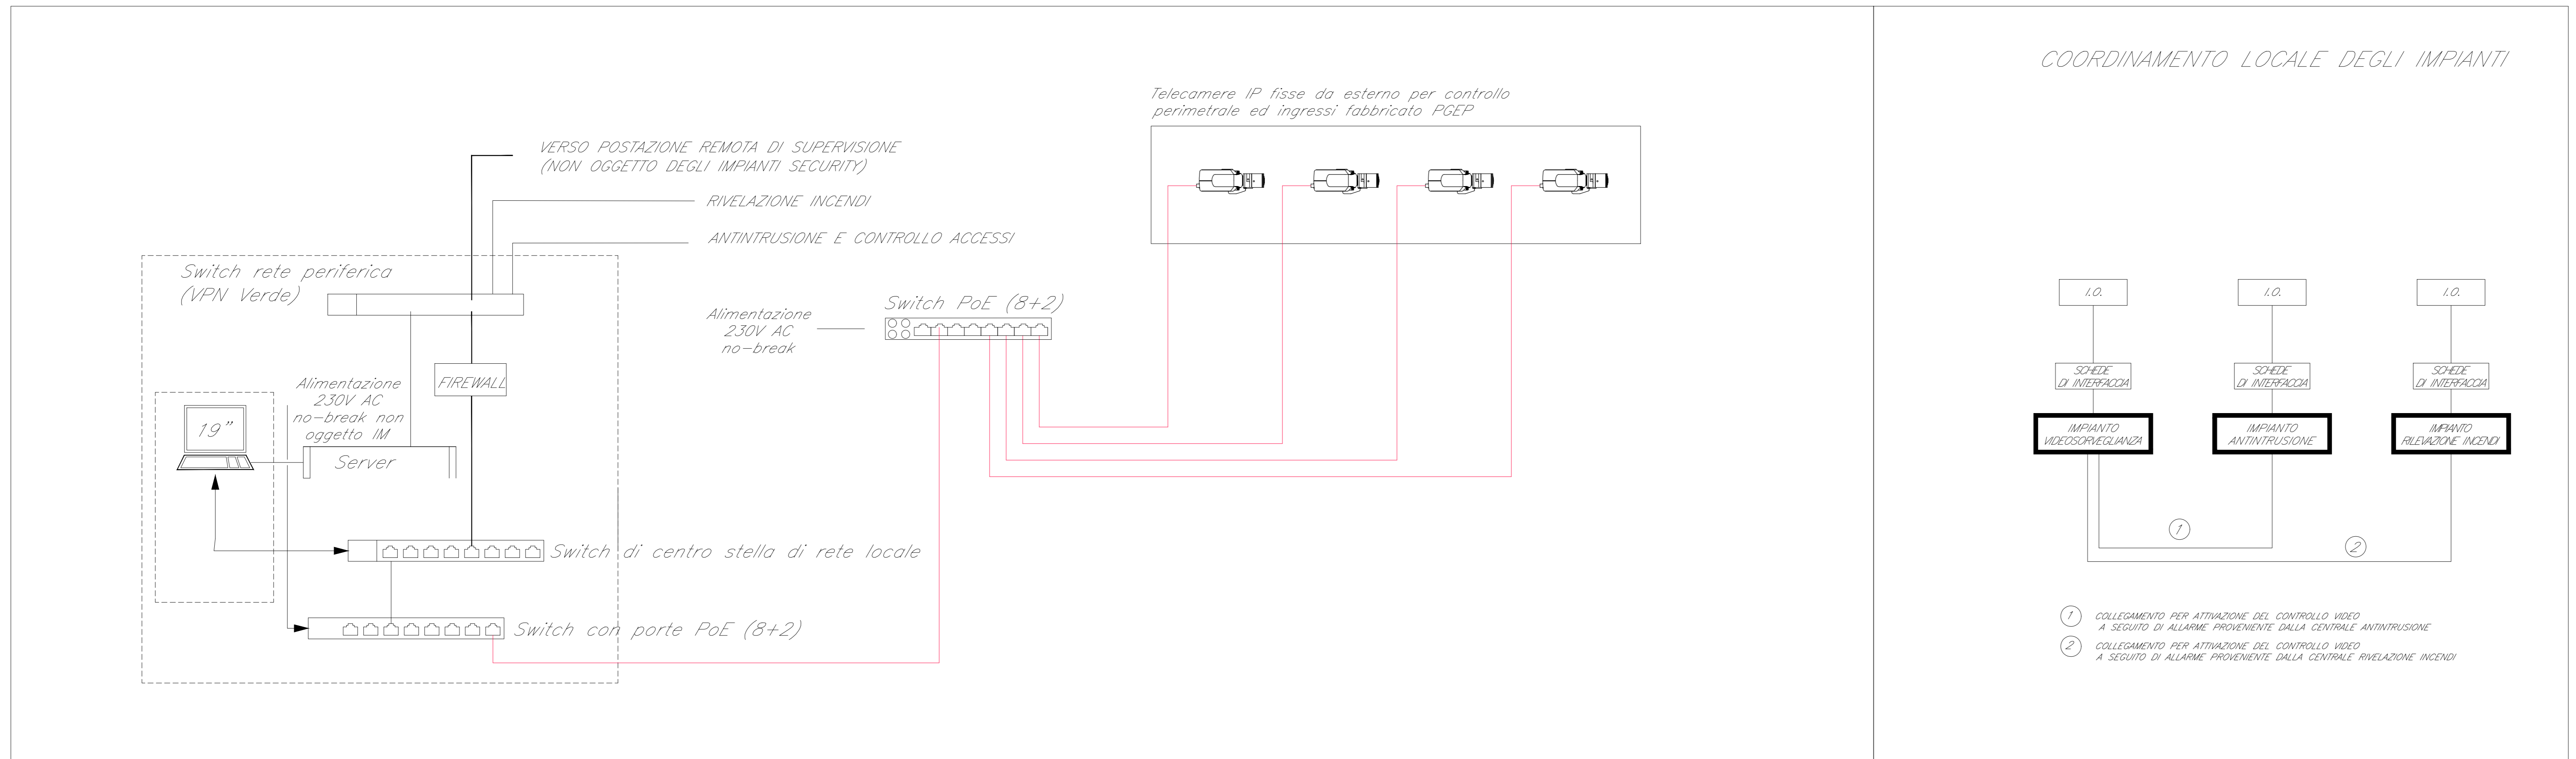 COORDINAMENTO LOCALE DEGLI IMPIANTI
Telecamere IP fisse da esterno per controllo
perimetrale ed ingressi fabbricato PGEP
VERSO POSTAZIONE REMOTA DI SUPERVISIONE
(NON OGGETTO DEGLI IMPIANTI SECURITY)
RIVELAZIONE INCENDI
ANTINTRUSIONE E CONTROLLO ACCESSI
Switch rete periferica
(VPN Verde)
Alimentazione
230V AC
no-break
Switch PoE (8+2)
FIREWALL
Alimentazione
230V AC
no-break non
oggetto IM
19"
Server
Switch di centro stella di rete locale
Switch con porte PoE (8+2)
I.O.
I.O.
I.O.
SCHEDE
DI INTERFACCIA
SCHEDE
DI INTERFACCIA
SCHEDE
DI INTERFACCIA
IMPIANTO
VIDEOSORVEGLIANZA
IMPIANTO
ANTINTRUSIONE
IMPIANTO
RILEVAZIONE INCENDI
1
2
1 COLLEGAMENTO PER ATTIVAZIONE DEL CONTROLLO VIDEO
A SEGUITO DI ALLARME PROVENIENTE DALLA CENTRALE ANTINTRUSIONE
2 COLLEGAMENTO PER ATTIVAZIONE DEL CONTROLLO VIDEO
A SEGUITO DI ALLARME PROVENIENTE DALLA CENTRALE RIVELAZIONE INCENDI